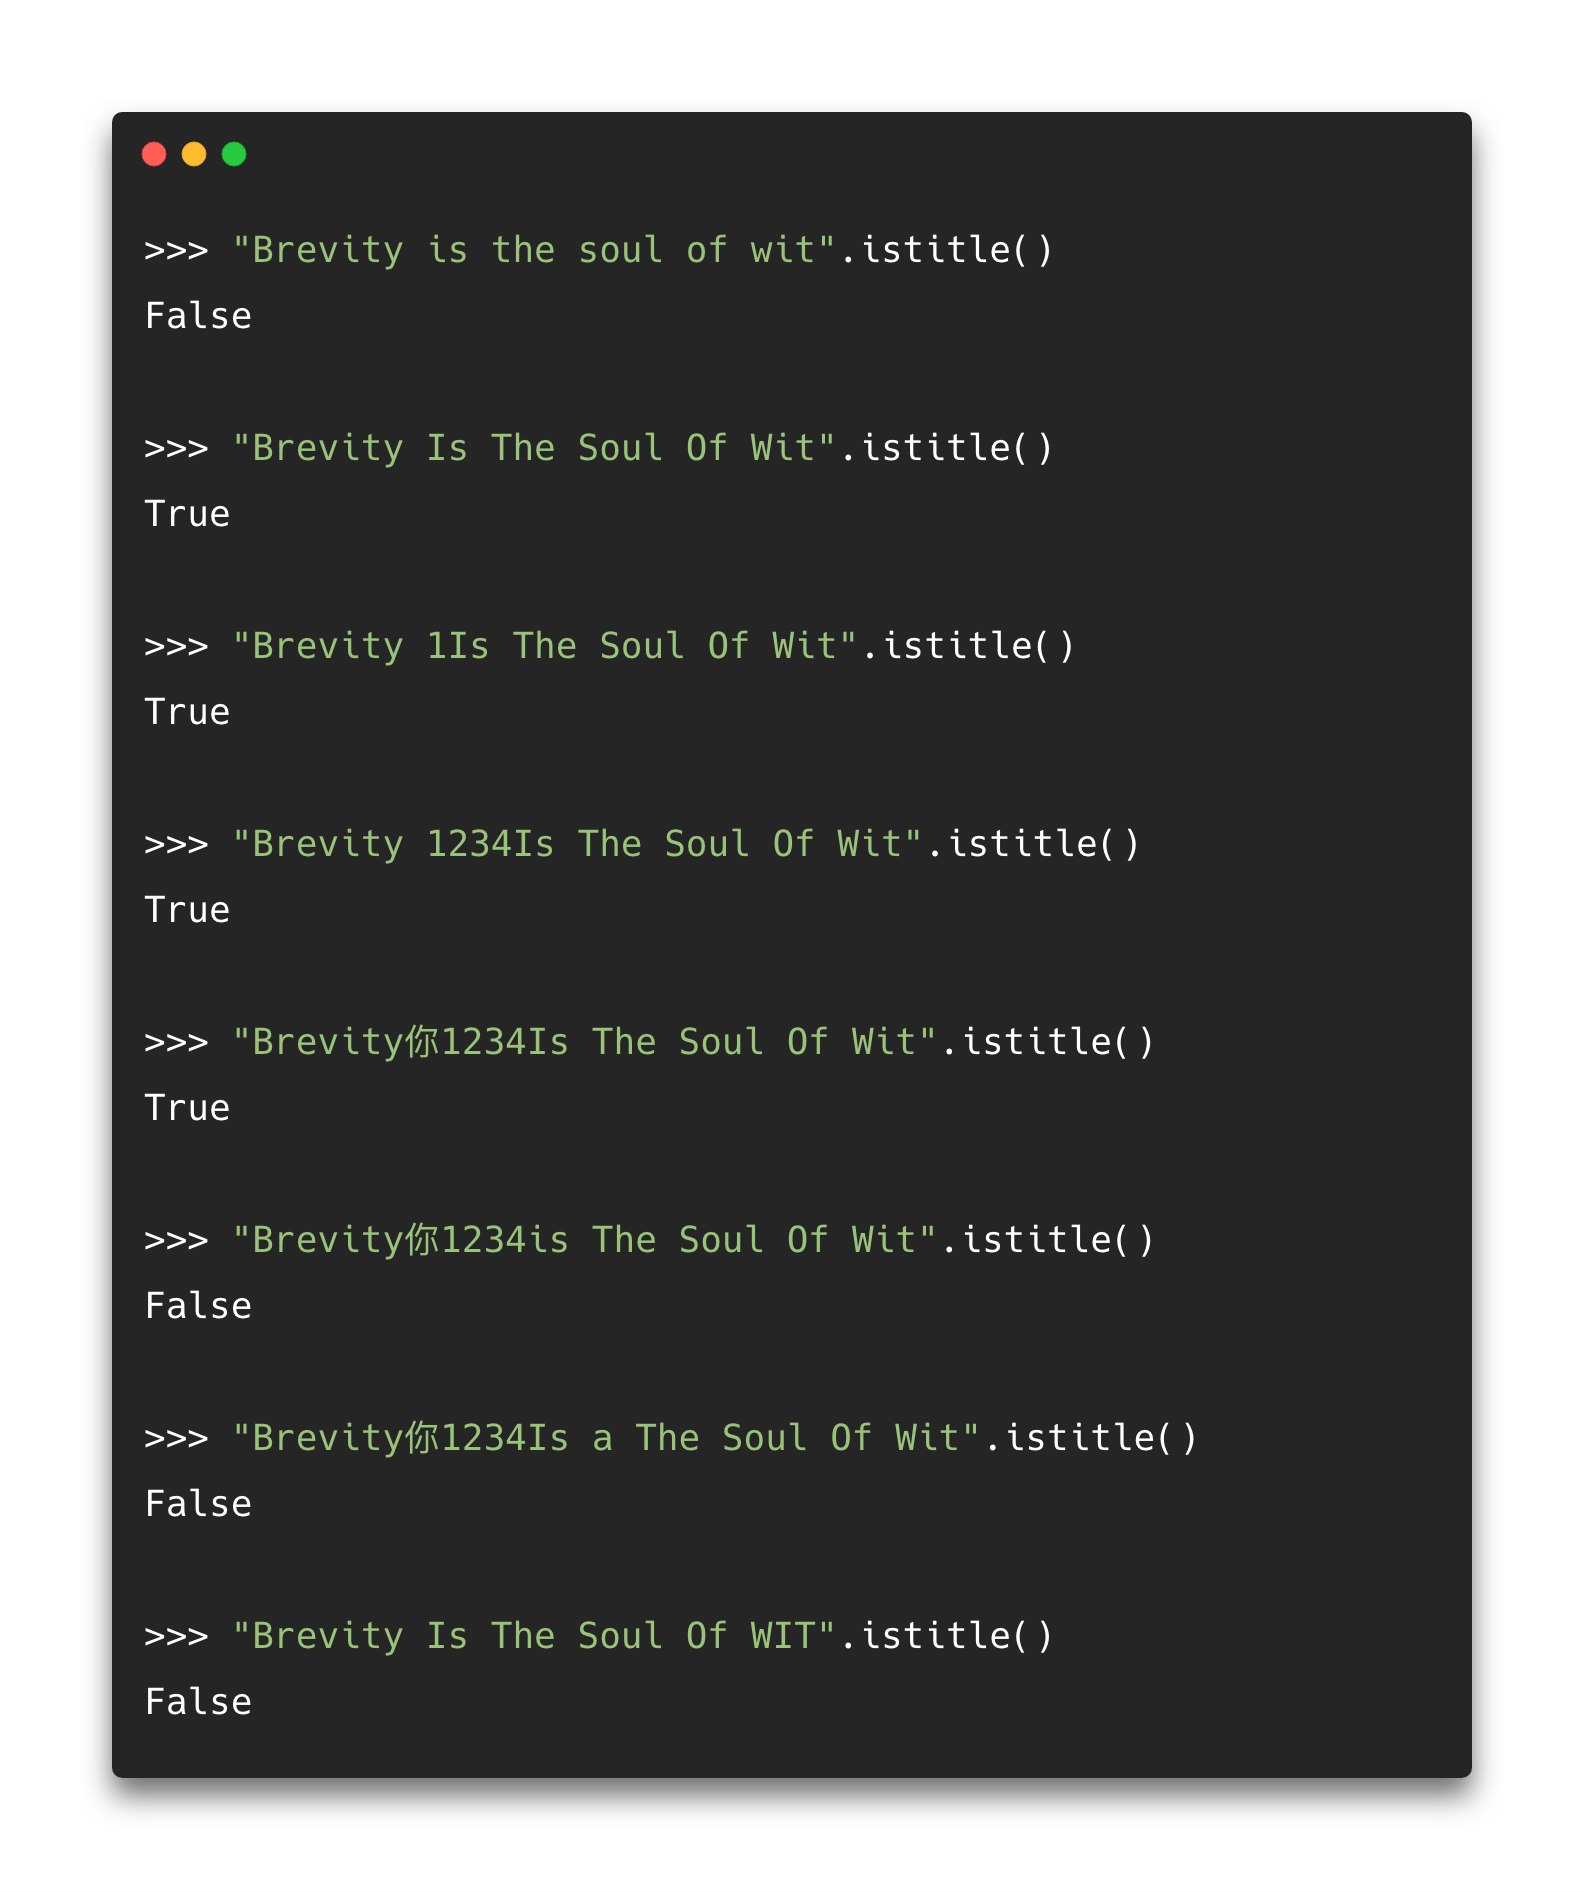 >>> "Brevity is the soul of wit".istitle()
False
>>> "Brevity Is The Soul Of Wit".istitle()
True
>>> "Brevity 1Is The Soul Of Wit".istitle()
True
>>> "Brevity 1234Is The Soul Of Wit".istitle()
True
>>> "Brevity你1234Is The Soul Of Wit".istitle()
True
>>> "Brevity你1234is The Soul Of Wit".istitle()
False
>>> "Brevity你1234Is a The Soul Of Wit".istitle()
False
>>> "Brevity Is The Soul Of WIT".istitle()
False